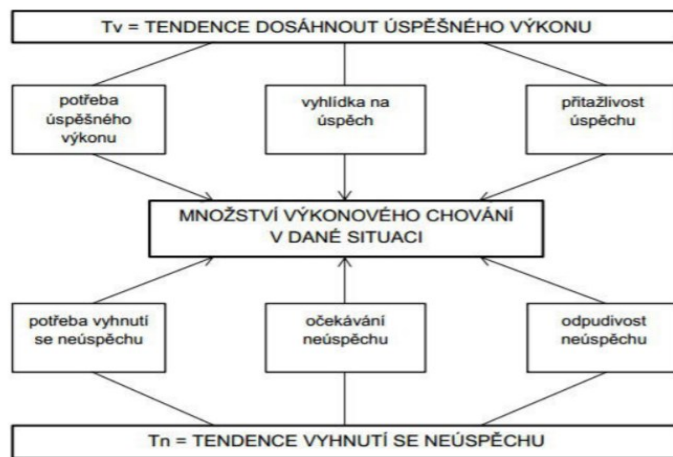 Tv = TENDENCE DOSÁHNOUT ÚSPĚŠNÉHO VÝKONU
potřeba
úspěšného
výkonu
vyhlídka na
úspěch
přitažlivost
úspěchu
MNOŽSTVÍ VÝKONOVÉHO CHOVÁNÍ
V DANÉ SITUACI
potřeba vyhnutí
se neúspěchu
očekávání
neúspěchu
odpudivost
neúspěchu
Tn = TENDENCE VYHNUTÍ SE NEÚSPĚCHU